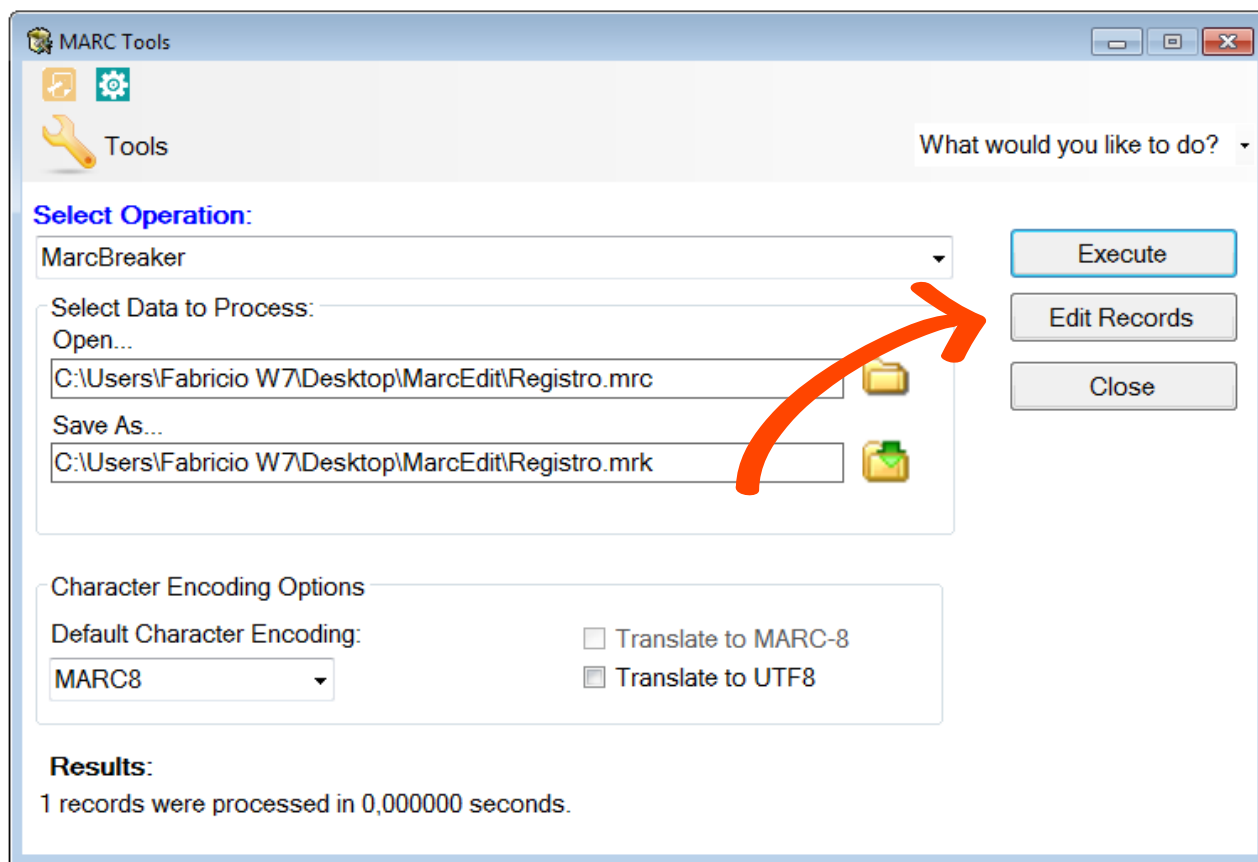 MARC Tools
Tools
What would you like to do?
Select Operation:
MarcBreaker
Execute
Select Data to Process:
Edit Records
Open...
C:\Users\Fabricio W7\Desktop\MarcEdit\Registro.mrc
Close
Save As...
C:\Users\Fabricio W7\Desktop\MarcEdit\Registro.mrk
Character Encoding Options
Default Character Encoding:
Translate to MARC-8
MARC8
Translate to UTF8
Results:
1 records were processed in 0,000000 seconds.